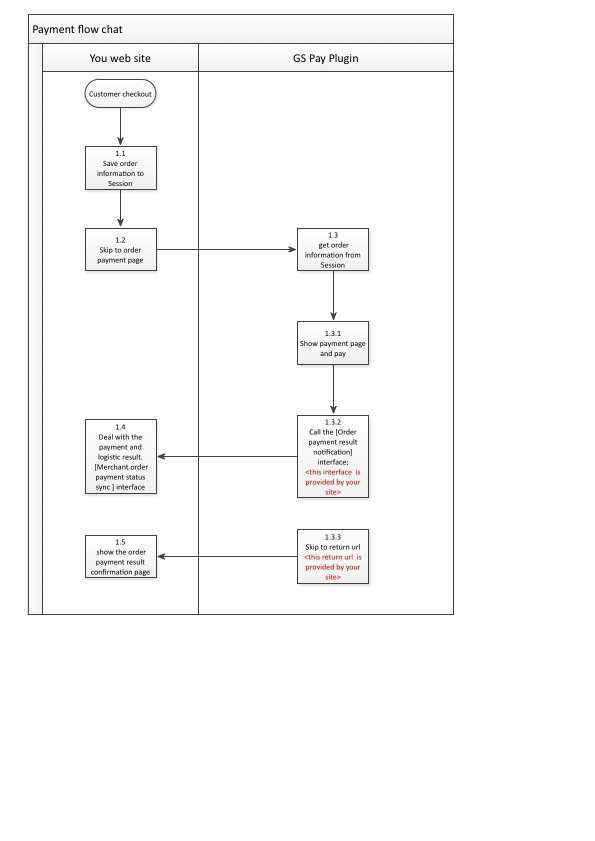 Payment flow chat
You web site
GS Pay Plugin
Customer checkout
1.1
Save order
information to
Session
1.2
Skip to order
payment page
1.3
get order
information from
Session
1.3.1
Show payment page
and pay
1.3.2
Call the [Order
payment result
notification]
interface;
<this interface is
provided by your
site>
1.4
Deal with the
payment and
logistic result.
[Merchant order
payment status
sync ] interface
1.3.3
Skip to return url
<this return url is
provided by your
site>
1.5
show the order
payment result
confirmation page